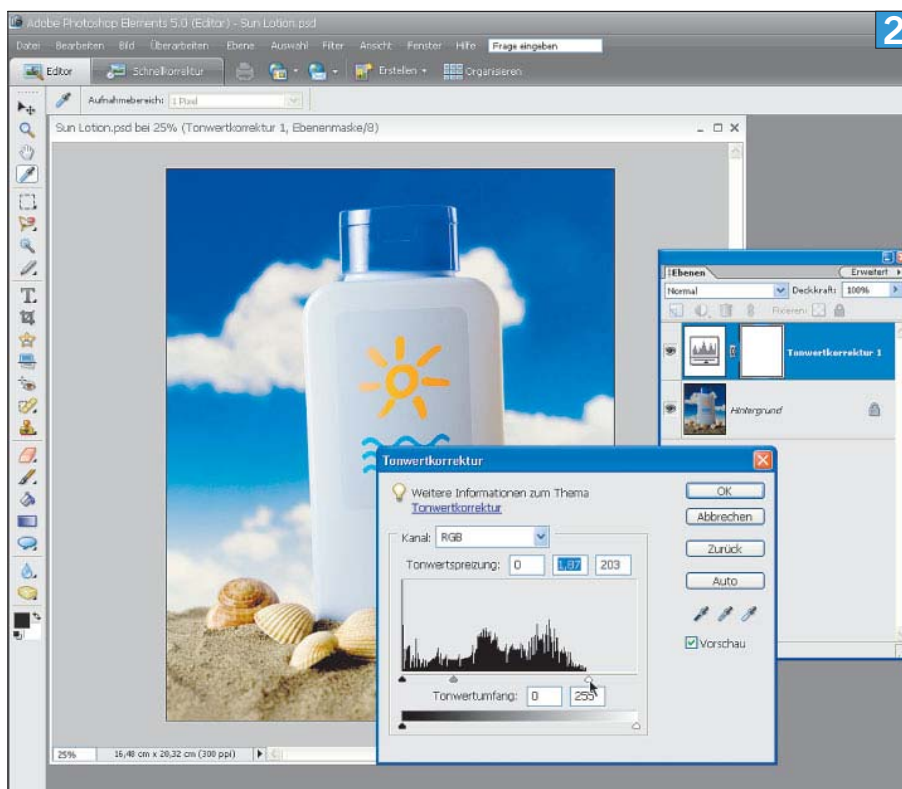 Adobe Photoshop Elements 5.0 (Editor) - Sun Lotion.psd
2
Datei Bearbeiten Bild Überarbeiten Ebene Auswahl Filter Ansicht Fenster Hilfe Frage eingeben
Editor Schnellkorrektur Erstellen Organisieren
Aufnahmebereich: 1 Pixel
Sun Lotion.psd bei 25% (Tonwertkorrektur 1, Ebenenmaske/8)
Ebenen Erweitert
Normal Deckkraft: 100%
Fixieren:
Tonwertkorrektur 1
Hintergrund
Tonwertkorrektur
Weitere Informationen zum Thema
Tonwertkorrektur
OK
Abbrechen
Kanal: RGB
Zurück
Tonwertspreizung: 0 1,87 203
Auto
Vorschau
Tonwertumfang: 0 255
25% 16,48 cm x 20,32 cm (300 ppi)